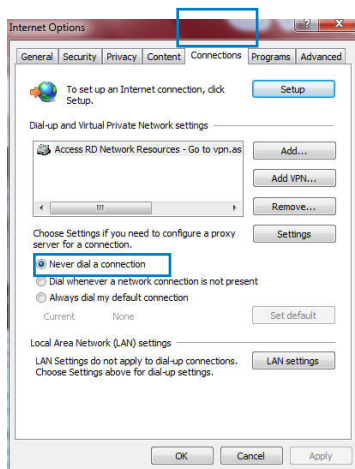 Internet Options
General Security Privacy Content Connections Programs Advanced
To set up an Internet connection, click
Setup.
Setup
Dial-up and Virtual Private Network settings
Access RD Network Resources - Go to vpn.as
Add...
Add VPN...
Remove...
Choose Settings if you need to configure a proxy
server for a connection.
Settings
Never dial a connection
Dial whenever a network connection is not present
Always dial my default connection
Current None
Set default
Local Area Network (LAN) settings
LAN Settings do not apply to dial-up connections.
Choose Settings above for dial-up settings.
LAN settings
OK Cancel Apply